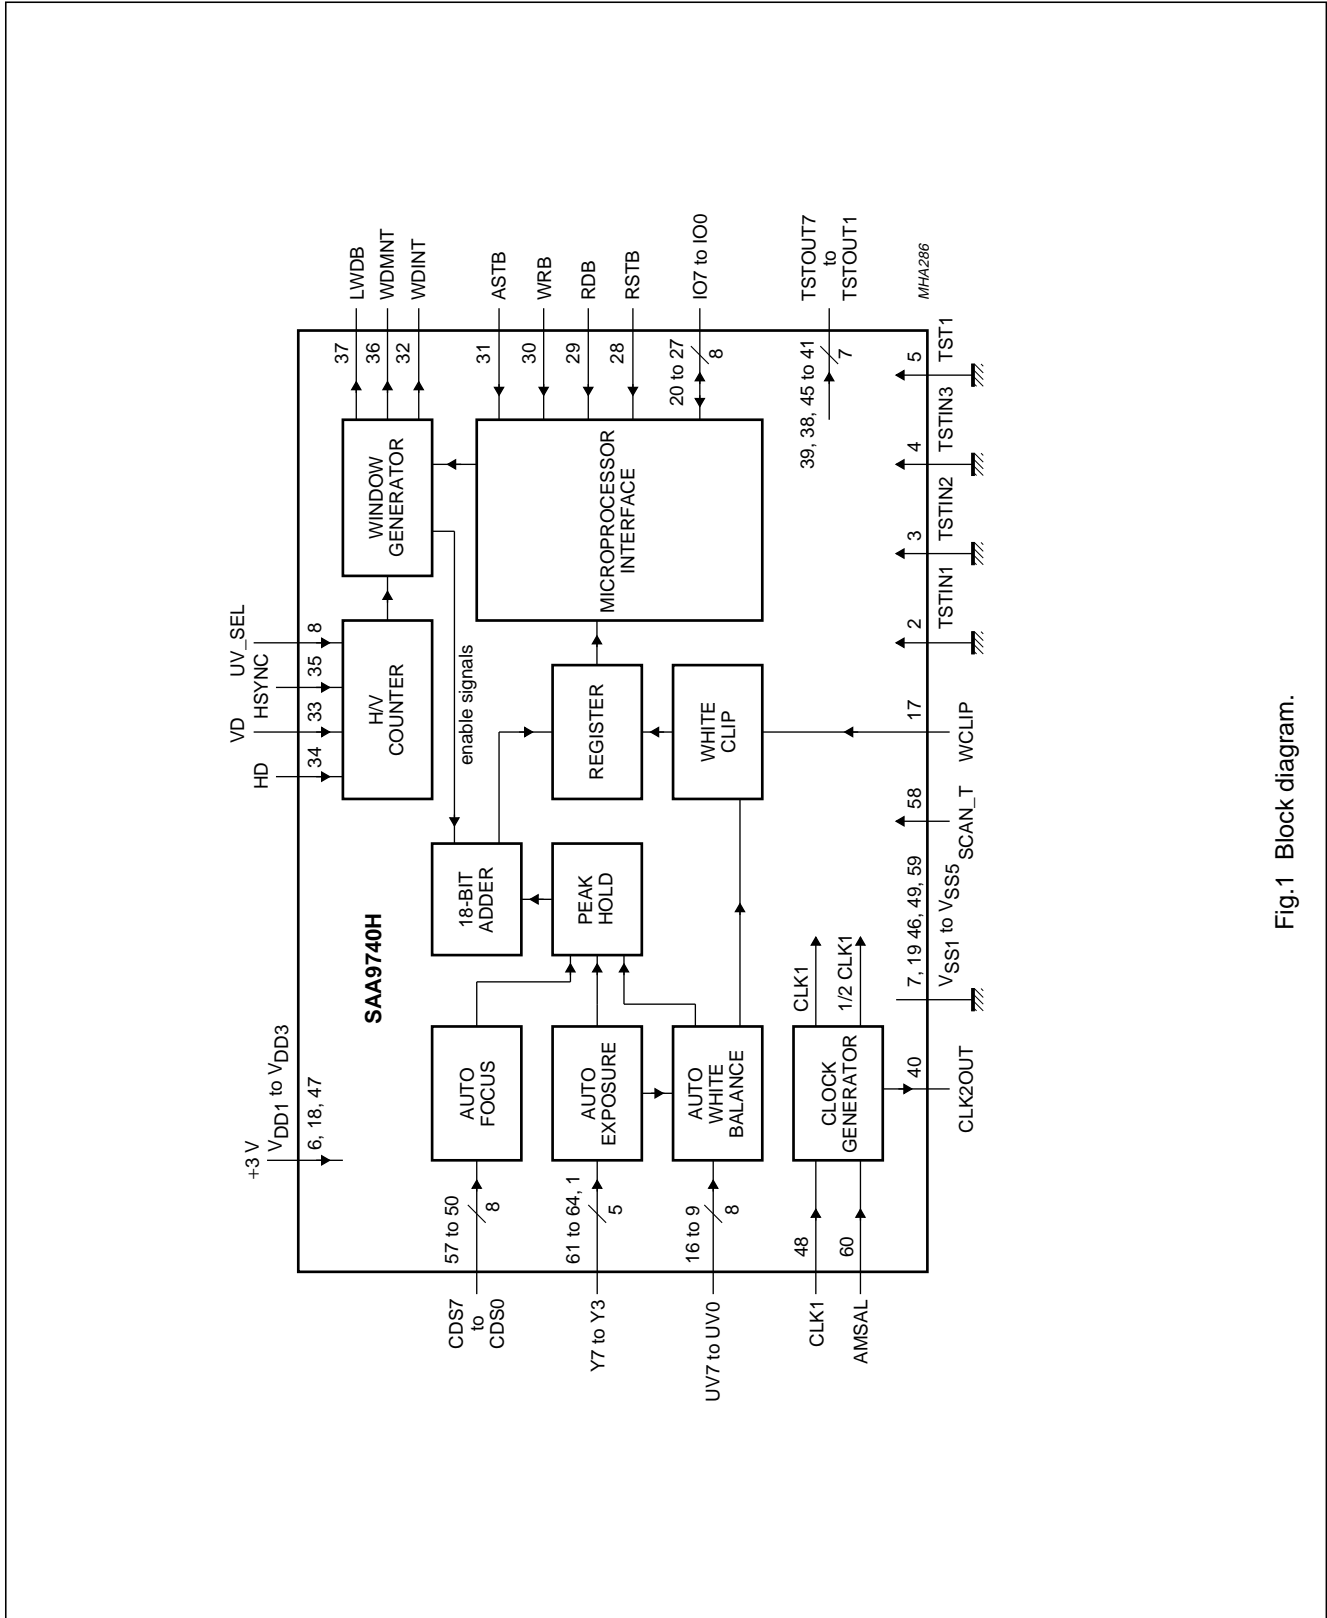 +3 V
VDD1 to VDD3
6, 18, 47
HD
34
VD
33
HSYNC
35
UV_SEL
8
SAA9740H
H/V
COUNTER
WINDOW
GENERATOR
37
LWDB
36
WDMNT
32
WDINT
enable signals
CDS7
to
CDS0
57 to 50
8
AUTO
FOCUS
18-BIT
ADDER
31
ASTB
30
WRB
29
RDB
28
RSTB
Y7 to Y3
61 to 64, 1
5
AUTO
EXPOSURE
PEAK
HOLD
REGISTER
MICROPROCESSOR
INTERFACE
20 to 27
8
IO7 to IO0
UV7 to UV0
16 to 9
8
AUTO
WHITE
BALANCE
WHITE
CLIP
CLK1
48
AMSAL
60
CLOCK
GENERATOR
CLK1
1/2 CLK1
39, 38, 45 to 41
7
TSTOUT7
to
TSTOUT1
40
CLK2OUT
7, 19 46, 49, 59
VSS1 to VSS5
58
SCAN_T
17
WCLIP
2
TSTIN1
3
TSTIN2
4
TSTIN3
5
TST1
MHA286
Fig.1 Block diagram.